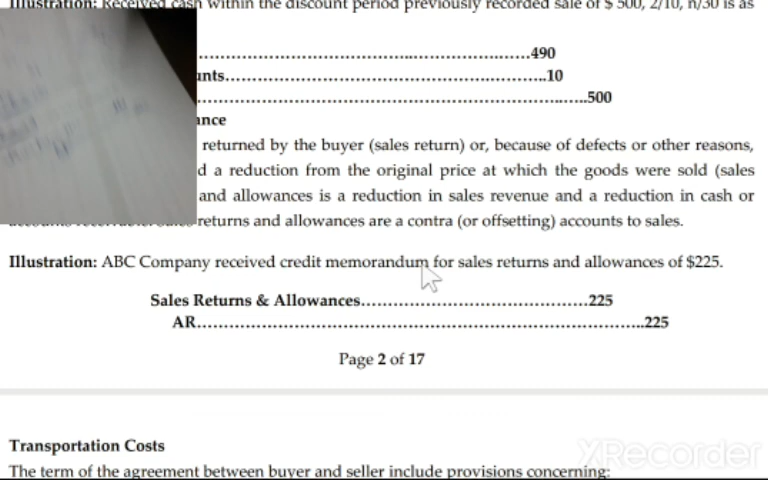 Illustration: Received cash within the discount period previously recorded sale of $ 500, 2/10, n/30 is as
...........................................................................490
unts........................................................................10
...............................................................................500
ance
returned by the buyer (sales return) or, because of defects or other reasons,
d a reduction from the original price at which the goods were sold (sales
and allowances is a reduction in sales revenue and a reduction in cash or
returns and allowances are a contra (or offsetting) accounts to sales.
Illustration: ABC Company received credit memorandum for sales returns and allowances of $225.
Sales Returns & Allowances..................................................225
AR...................................................................................................225
Page 2 of 17
Transportation Costs
The term of the agreement between buyer and seller include provisions concerning:
XRecorder